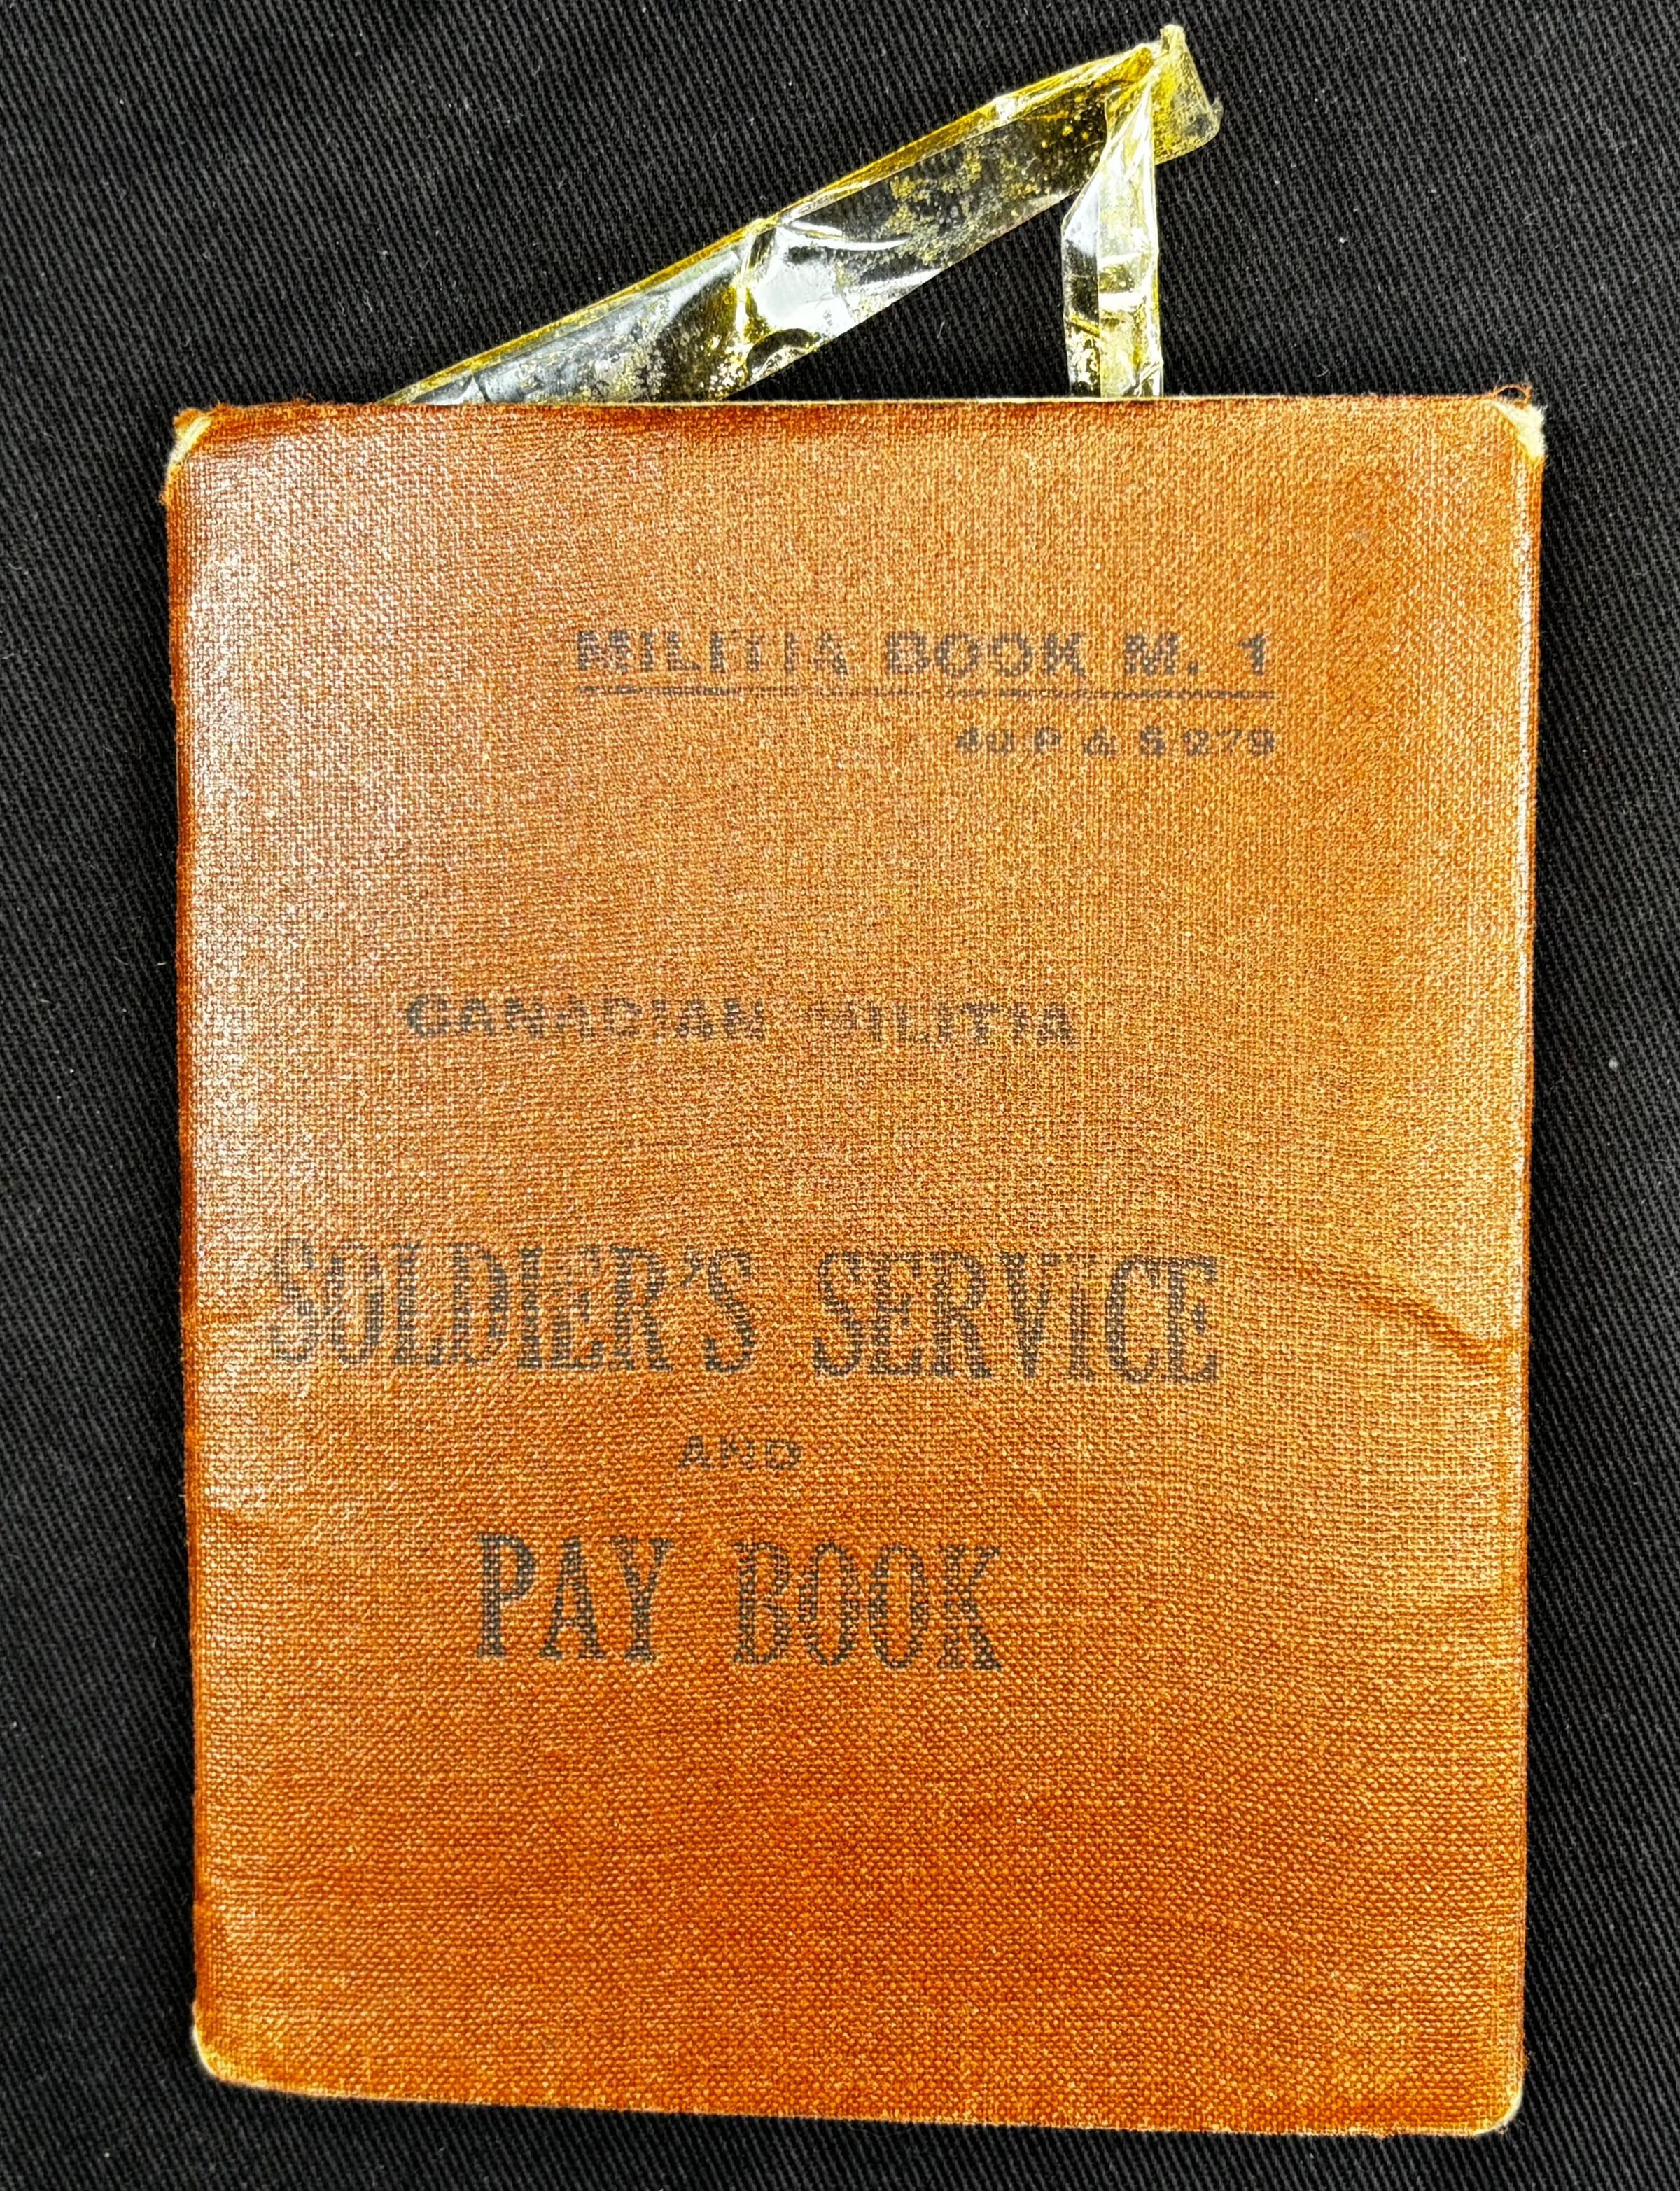 MILITIA BOOK M. 1
40 P & S 279
CANADIAN MILITIA
SOLDIER'S SERVICE
AND
PAY BOOK